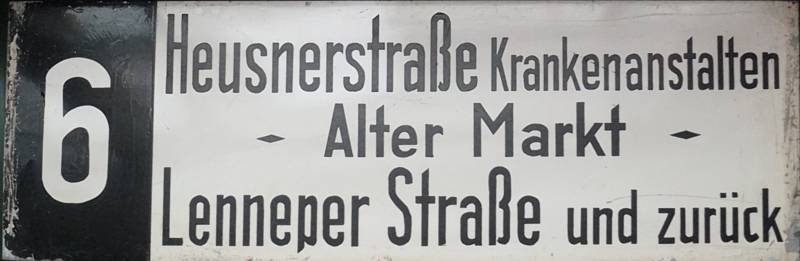 6
Heusnerstraße Krankenanstalten
Alter Markt
Lenneper Straße und zurück